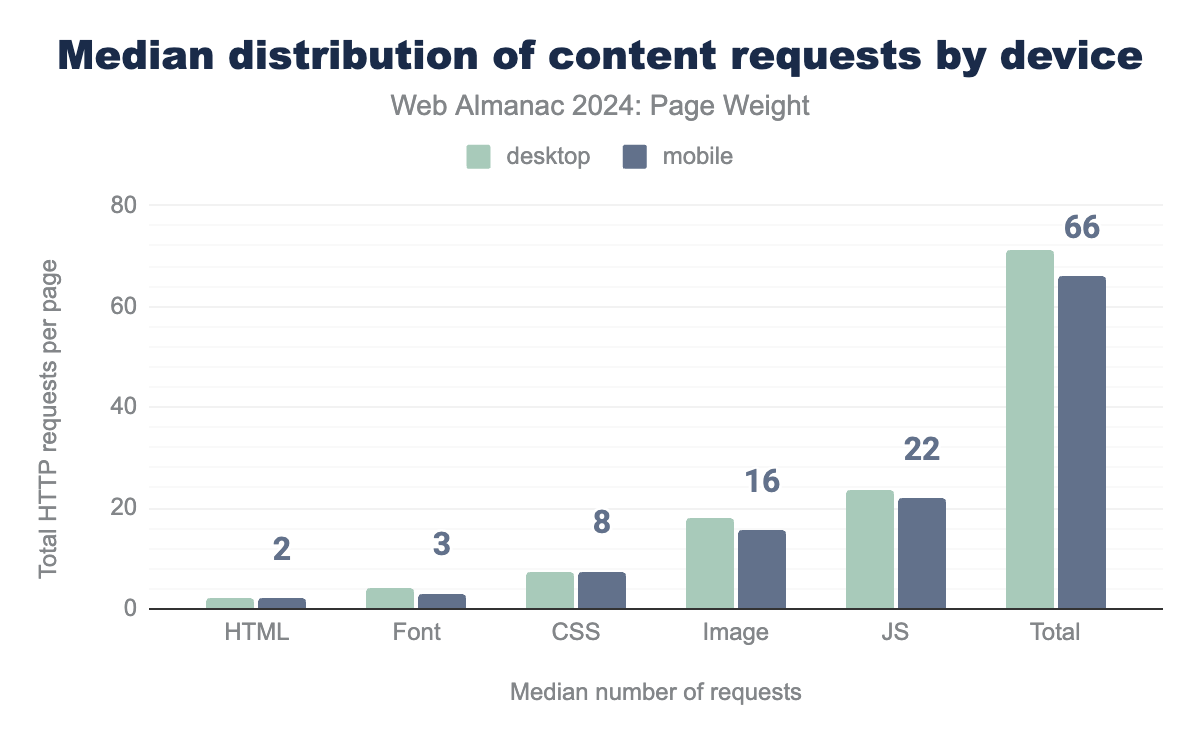 Median distribution of content requests by device
Web Almanac 2024: Page Weight
desktop mobile
Total HTTP requests per page
80
60
40
20
0
2
3
8
16
22
66
HTML Font CSS Image JS Total
Median number of requests